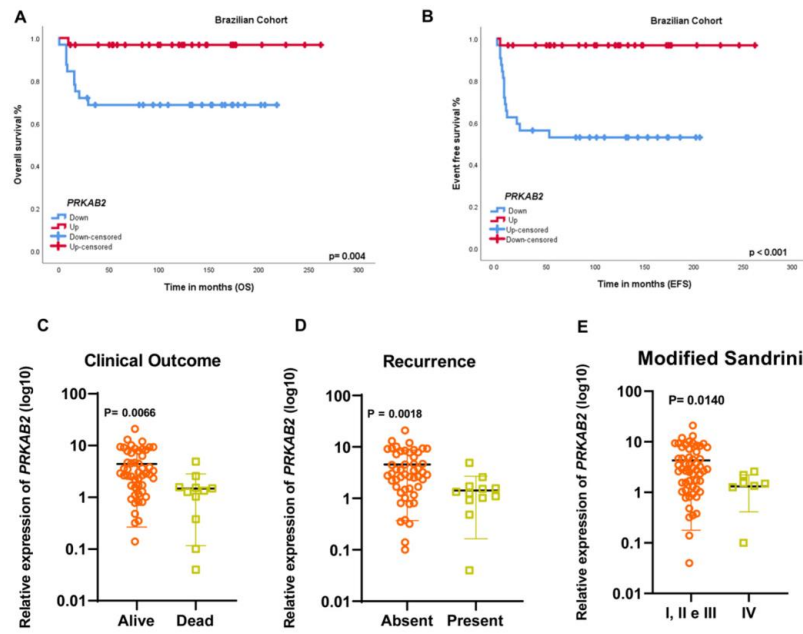 A
Brazilian Cohort
Overall survival %
1.0
0.8
0.6
0.4
0.2
0.0
PRKAB2
Down
Up
Down-censored
Up-censored
p= 0.004
0 50 100 150 200 250 300
Time in months (OS)
B
Brazilian Cohort
Event free survival %
1.0
0.8
0.6
0.4
0.2
0.0
PRKAB2
Down
Up
Up-censored
Down-censored
p < 0.001
0 0 50 100 150 200 250 300
Time in months (EFS)
C
Clinical Outcome
Relative expression of PRKAB2 (log10)
100
10
1
0.1
0.01
P= 0.0066
Alive Dead
D
Recurrence
Relative expression of PRKAB2 (log10)
100
10
1
0.1
0.01
P = 0.0018
Absent Present
E
Modified Sandrini
Relative expression of PRKAB2 (log10)
100
10
1
0.1
0.01
P= 0.0140
I, II e III IV